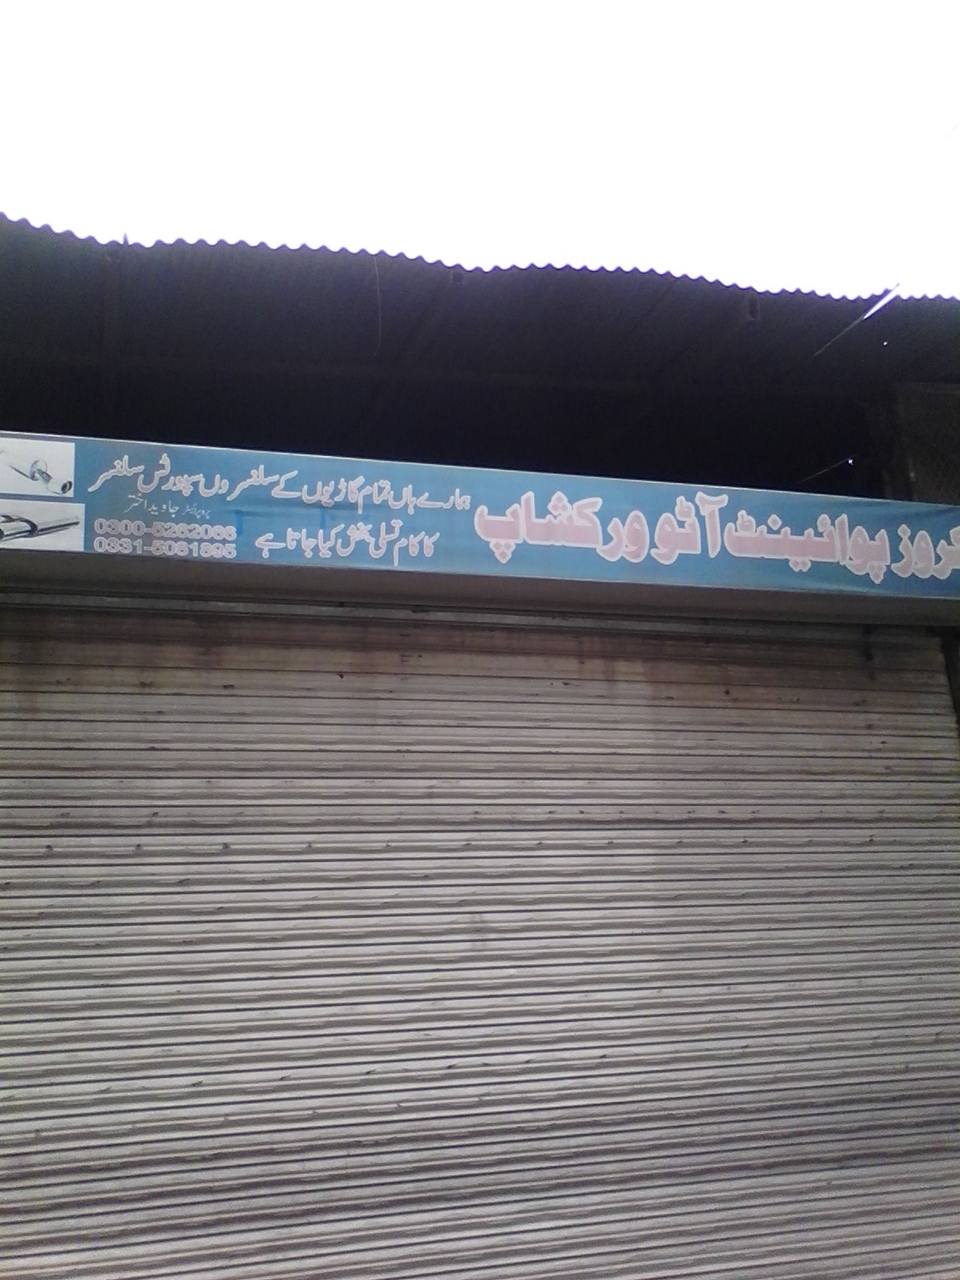 کروز پوائینٹ آٹو ورکشاپ
ہمارے ہاں تمام گاڑیوں کے سلنسر وں سپورٹس سلنسر
کا کام تسلی بخش کیا جاتا ہے
پروپرائیٹر جاوید اختر
0300-5262066
0331-5061895